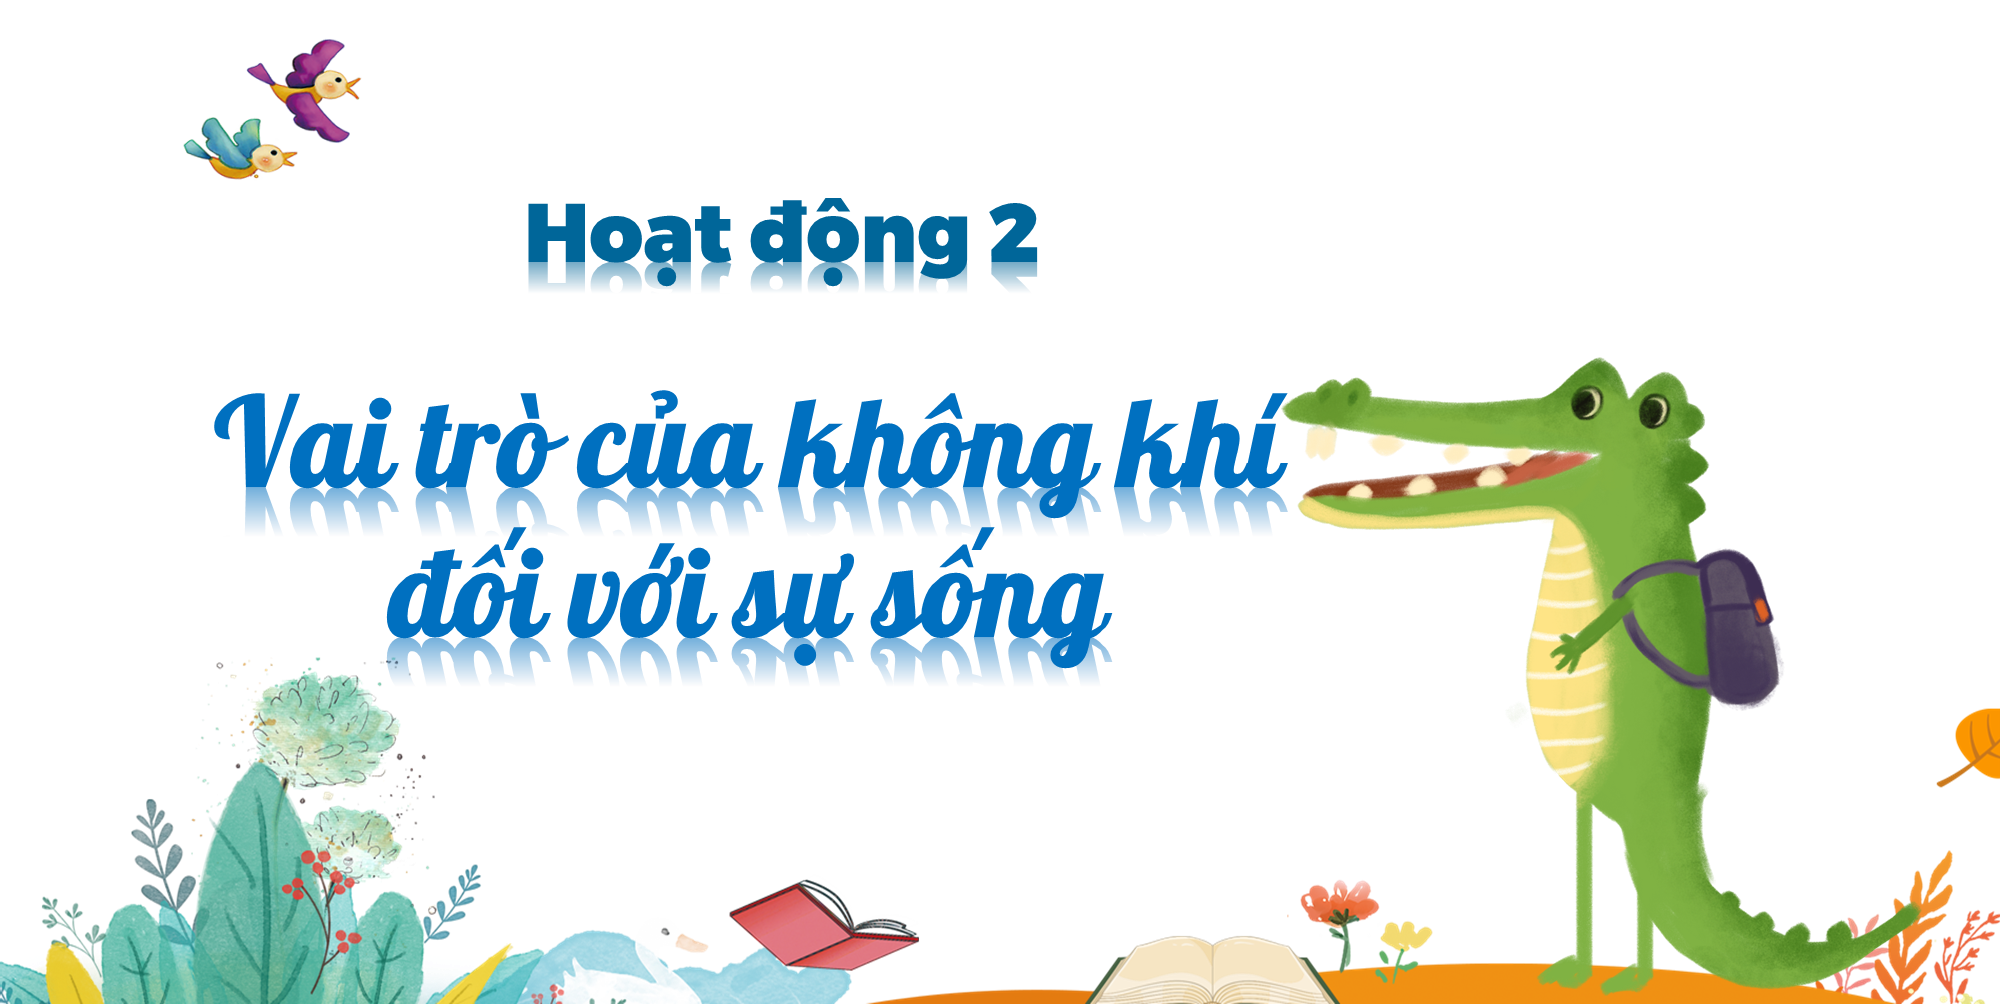 Hoạt động 2
Vai trò của không khí
đối với sự sống